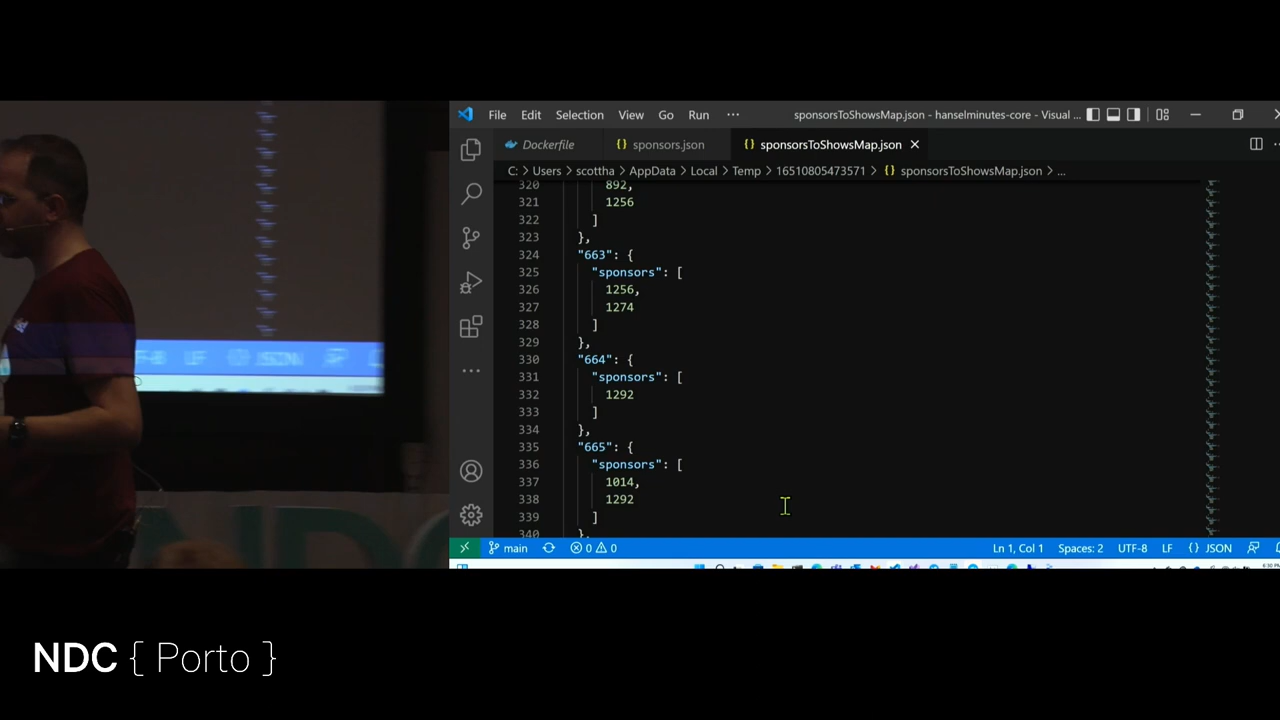 File Edit Selection View Go Run ··· sponsorsToShowsMap.json - hanselminutes-core - Visual ...
Dockerfile {} sponsors.json {} sponsorsToShowsMap.json
C: > Users > scottha > AppData > Local > Temp > 16510805473571 > {} sponsorsToShowsMap.json > ...
320 892,
321 1256
322 ]
323 },
324 "663": {
325 "sponsors": [
326 1256,
327 1274
328 ]
329 },
330 "664": {
331 "sponsors": [
332 1292
333 ]
334 },
335 "665": {
336 "sponsors": [
337 1014,
338 1292
339 ]
340 },
main 0 0 Ln 1, Col 1 Spaces: 2 UTF-8 LF {} JSON
NDC { Porto }